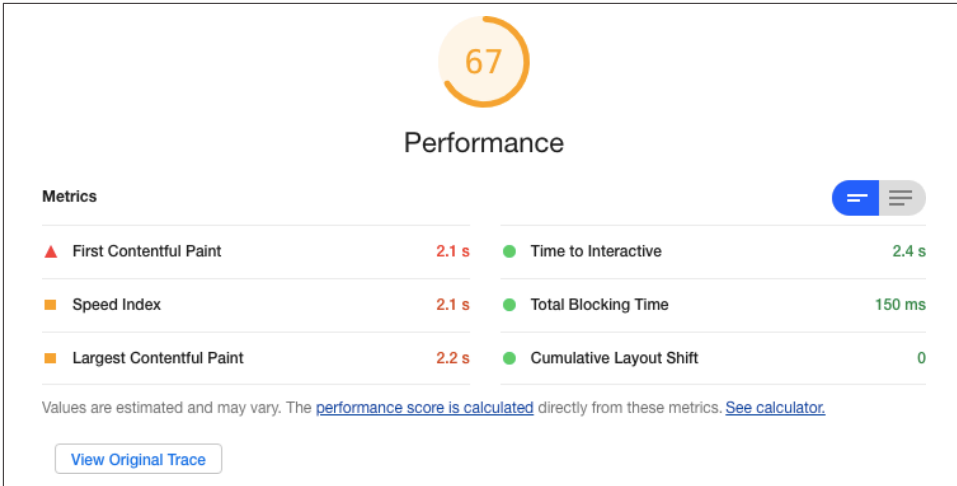 67
Performance
Metrics
First Contentful Paint 2.1 s
Time to Interactive 2.4 s
Speed Index 2.1 s
Total Blocking Time 150 ms
Largest Contentful Paint 2.2 s
Cumulative Layout Shift 0
Values are estimated and may vary. The performance score is calculated directly from these metrics. See calculator.
View Original Trace